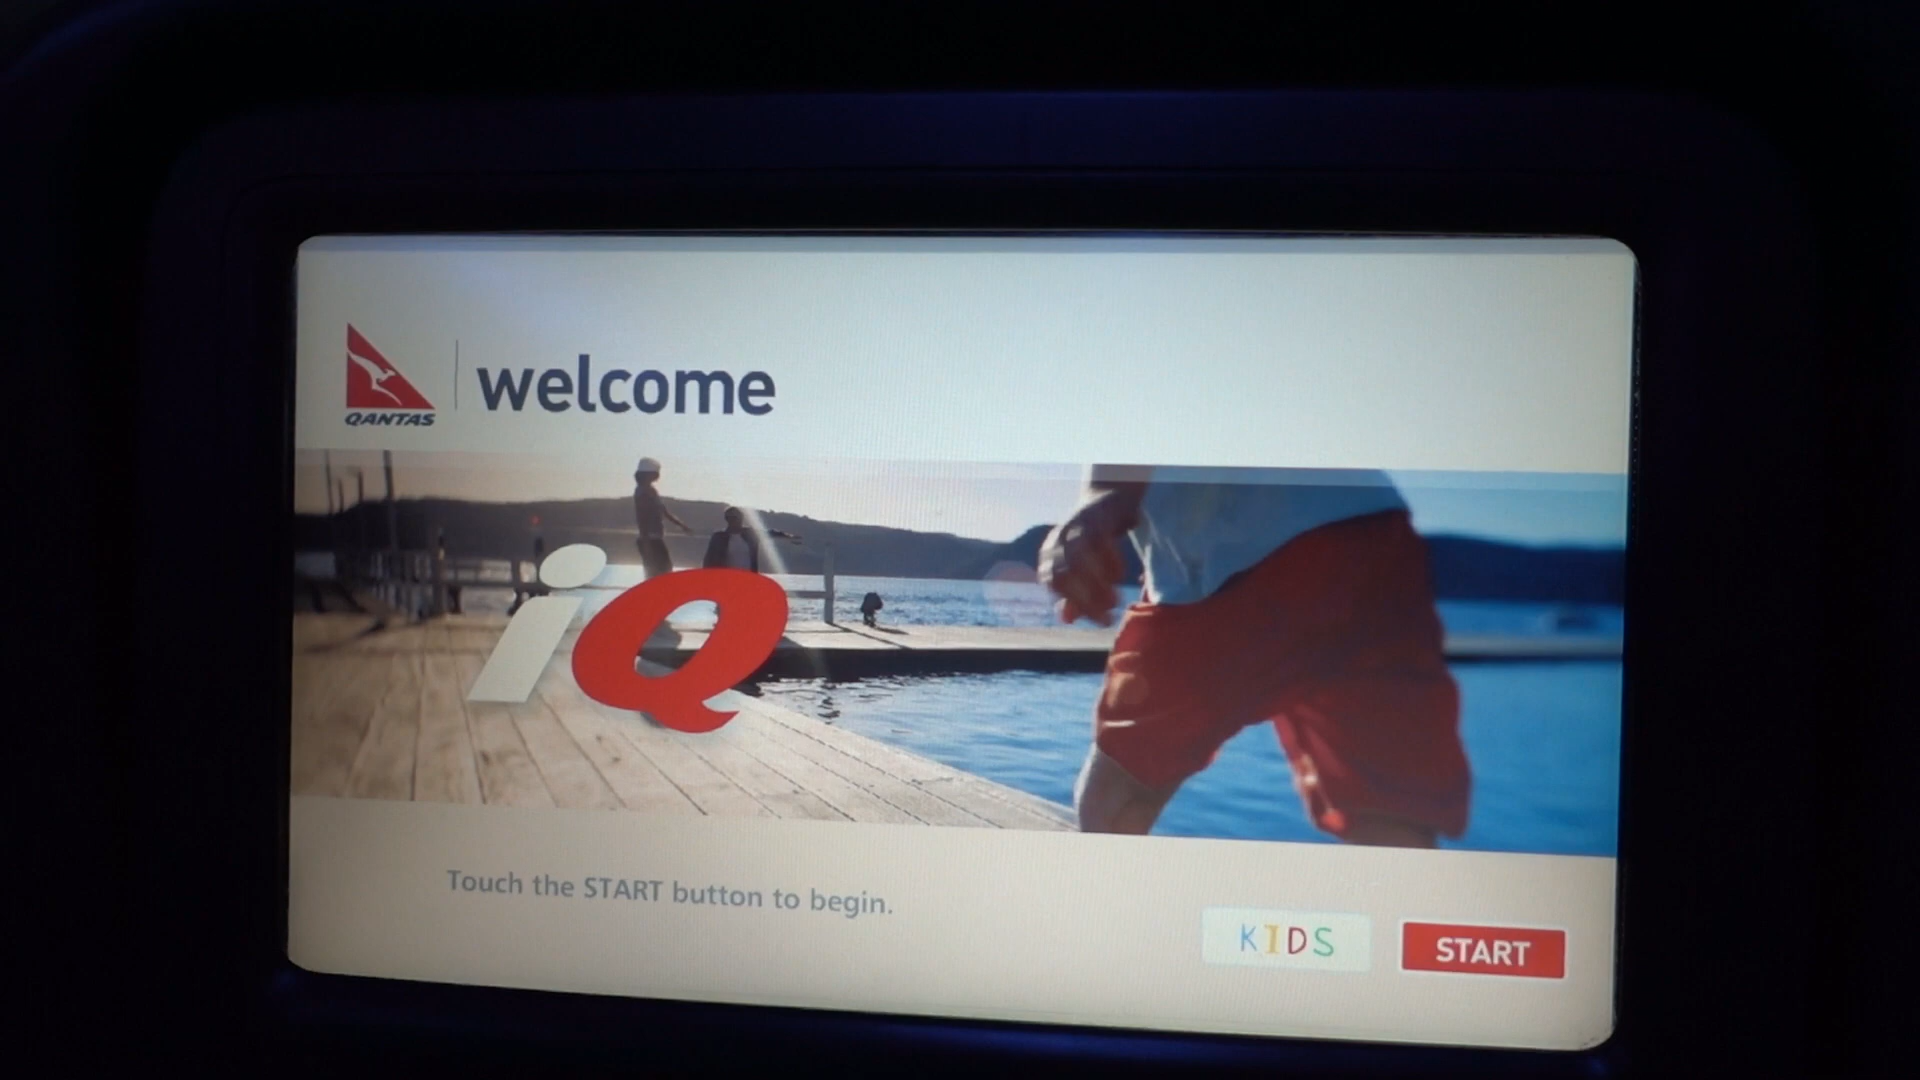 QANTAS
welcome
iQ
Touch the START button to begin.
KIDS
START